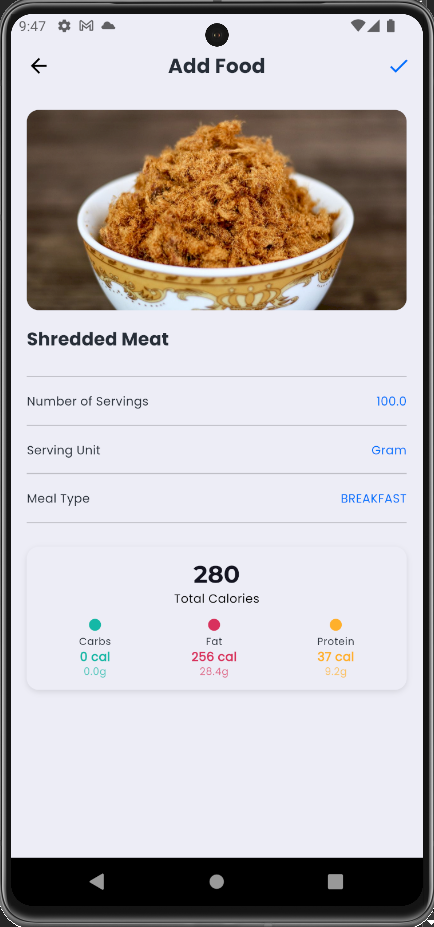 9:47
Add Food
Shredded Meat
Number of Servings 100.0
Serving Unit Gram
Meal Type BREAKFAST
280
Total Calories
Carbs Fat Protein
0 cal 256 cal 37 cal
0.0g 28.4g 9.2g